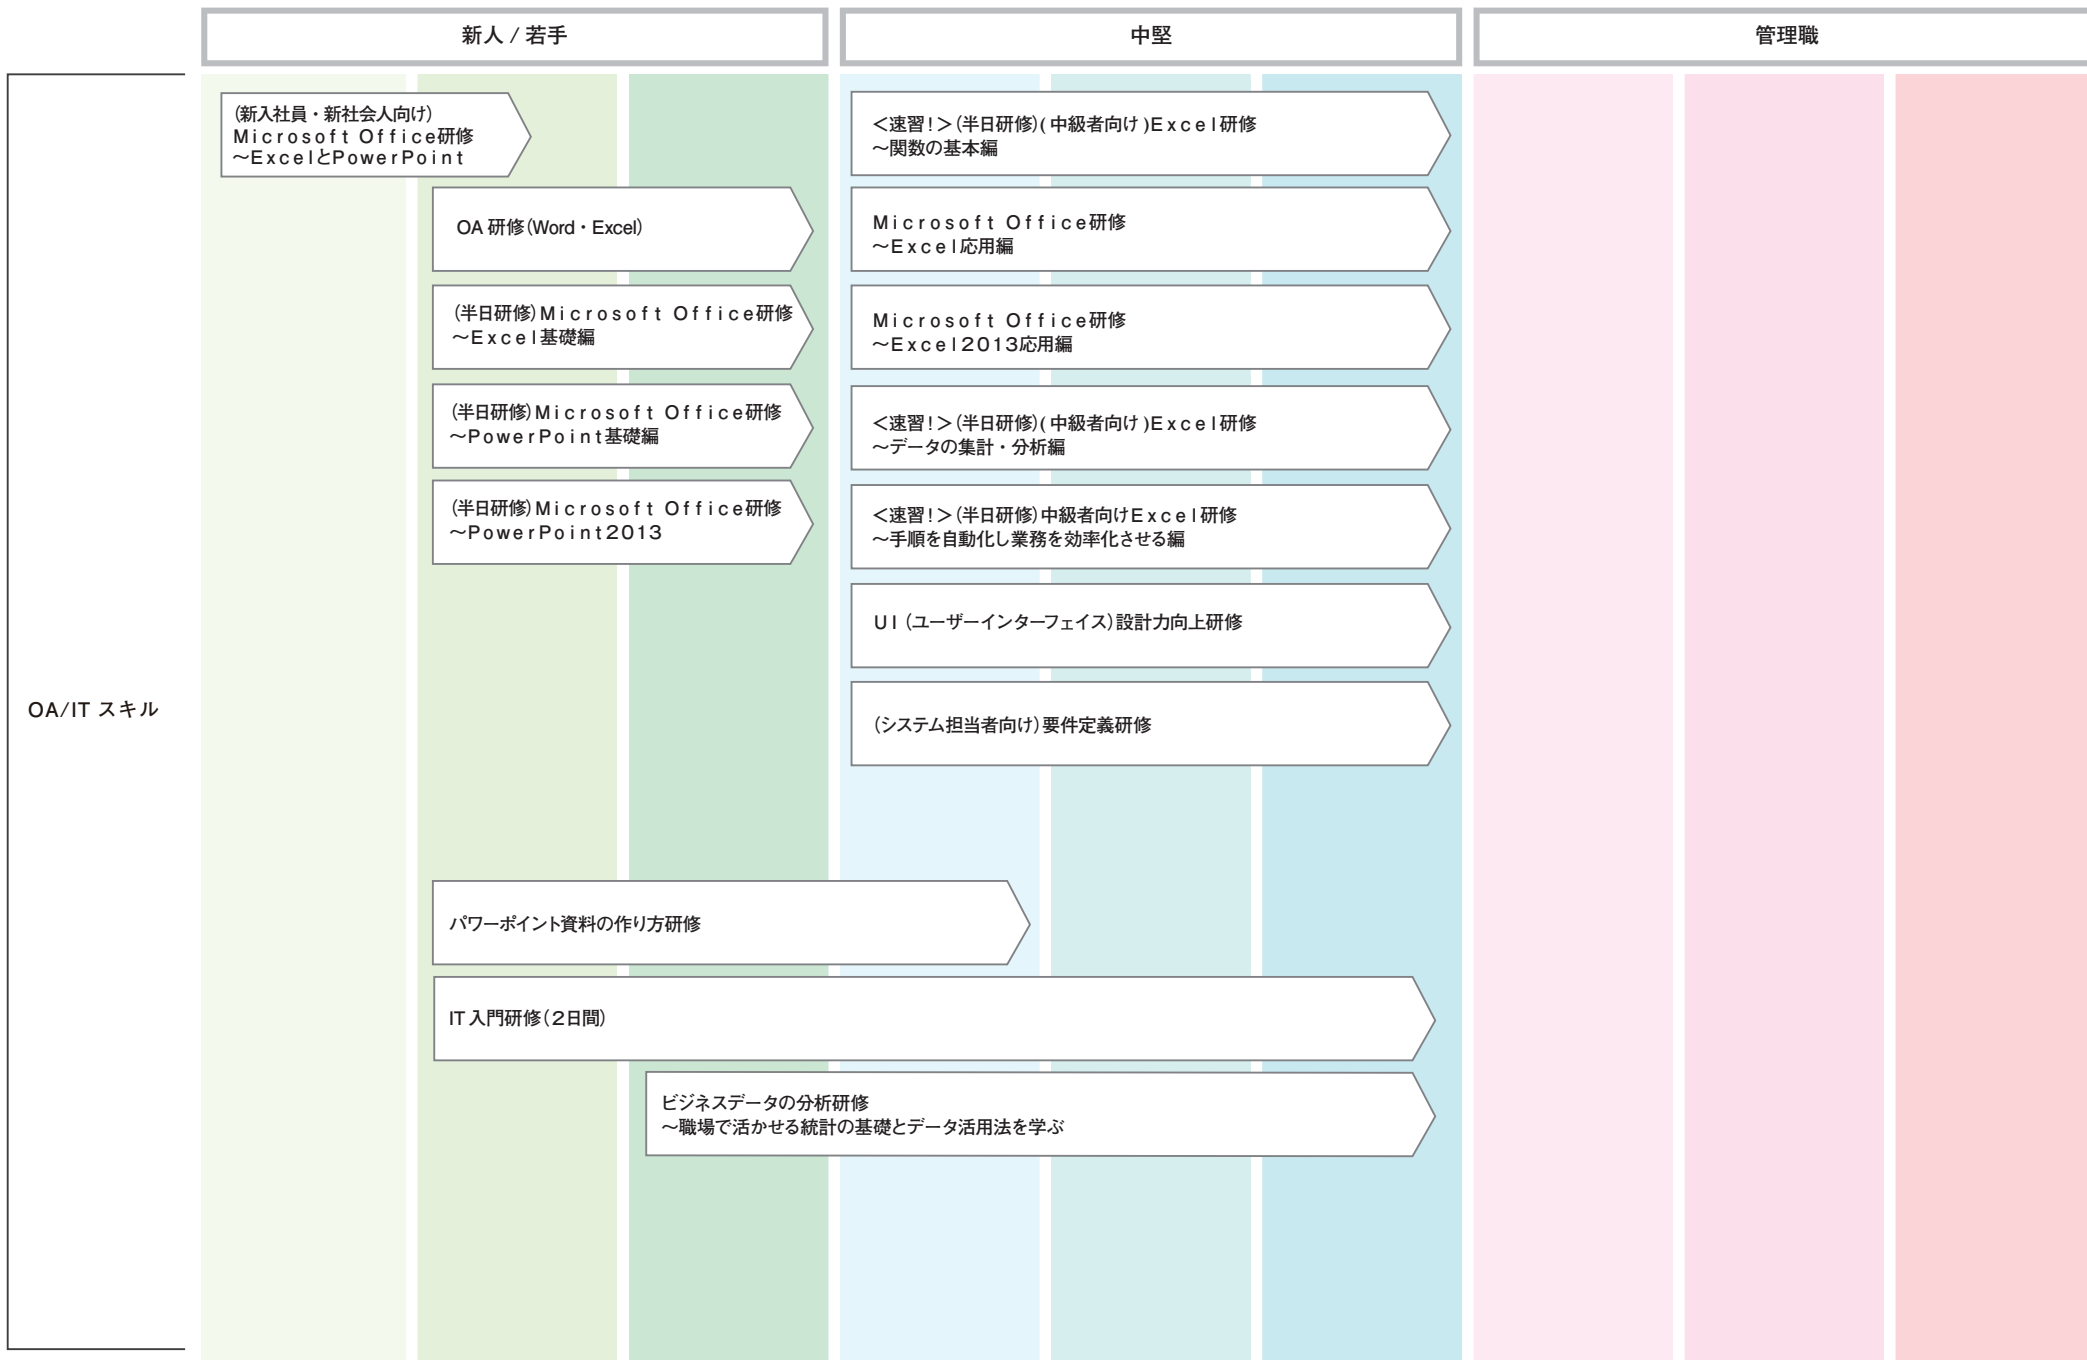 新人 / 若手
中堅
管理職
OA/IT スキル
(新入社員・新社会人向け)
Microsoft Office研修
～ExcelとPowerPoint
OA 研修(Word・Excel)
(半日研修)Microsoft Office研修
～Excel基礎編
(半日研修)Microsoft Office研修
～PowerPoint基礎編
(半日研修)Microsoft Office研修
～PowerPoint2013
＜速習！＞(半日研修)(中級者向け)Excel研修
～関数の基本編
Microsoft Office研修
～Excel応用編
Microsoft Office研修
～Excel2013応用編
＜速習！＞(半日研修)(中級者向け)Excel研修
～データの集計・分析編
＜速習！＞(半日研修)中級者向けExcel研修
～手順を自動化し業務を効率化させる編
UI(ユーザーインターフェイス)設計力向上研修
(システム担当者向け)要件定義研修
パワーポイント資料の作り方研修
IT 入門研修(2日間)
ビジネスデータの分析研修
～職場で活かせる統計の基礎とデータ活用法を学ぶ